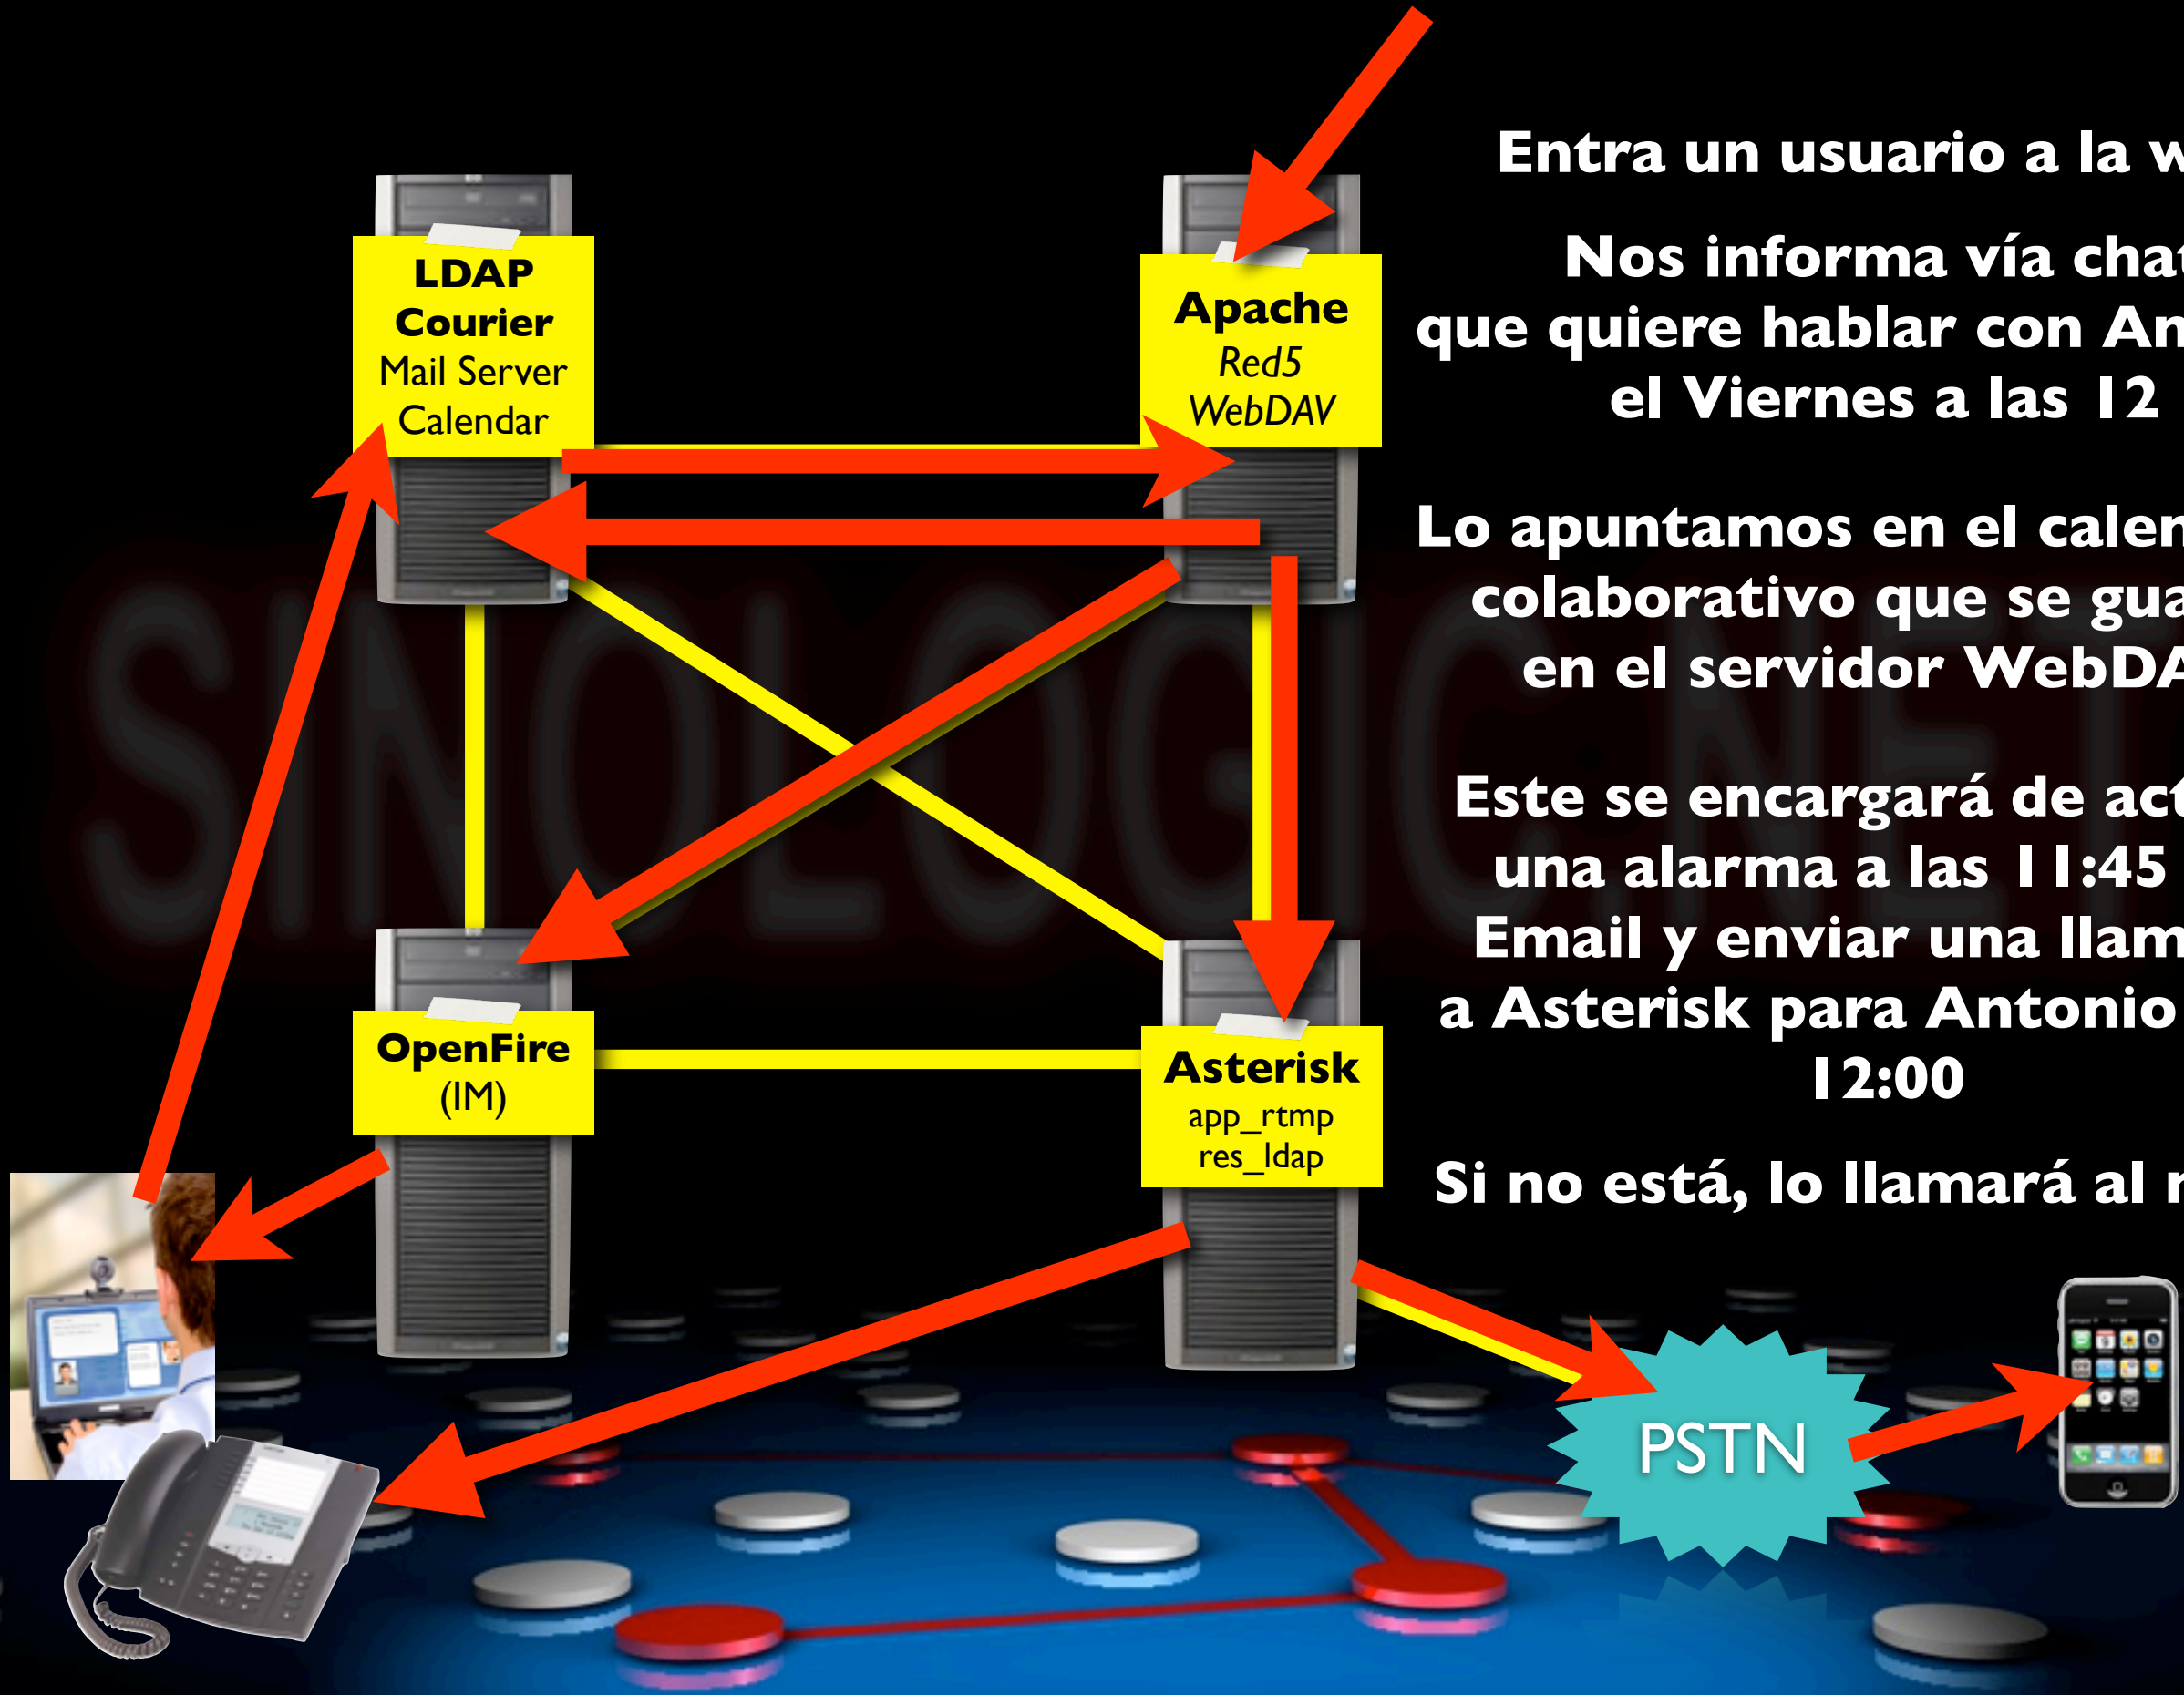 Entra un usuario a la
Nos informa vía
que quiere hablar con
el Viernes a las 12
Lo apuntamos en el
colaborativo que se
en el servidor
Este se encargará de
una alarma a las 11:45
Email y enviar una
a Asterisk para Antonio
12:00
Si no está, lo llamará al
LDAP
Courier
Mail Server
Calendar
Apache
Red5
WebDAV
OpenFire
(IM)
Asterisk
app_rtmp
res_ldap
PSTN
SINOLOGIC.NET